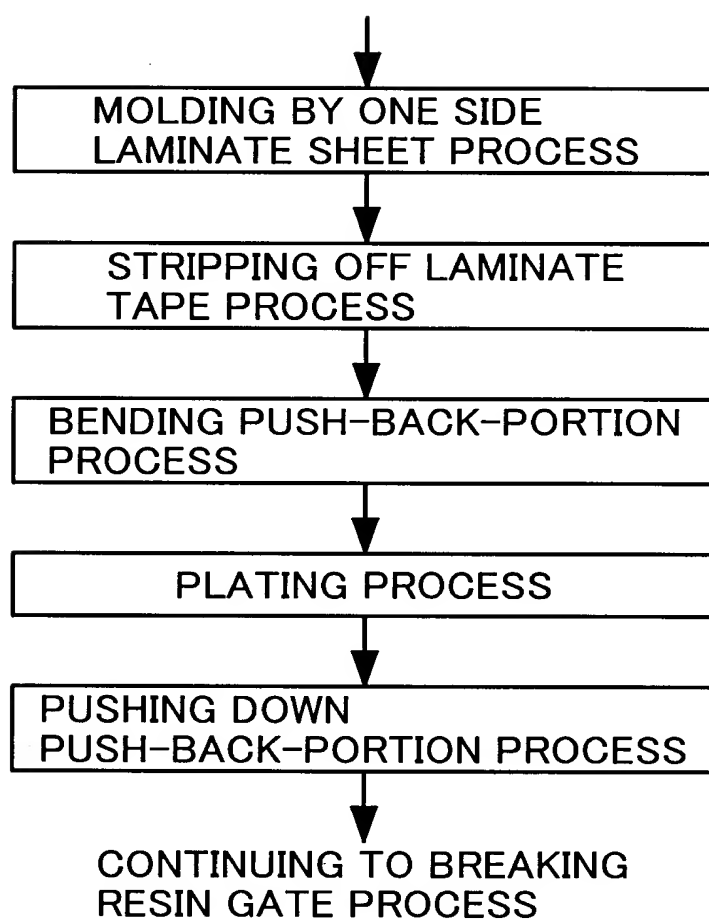 MOLDING BY ONE SIDE
LAMINATE SHEET PROCESS
STRIPPING OFF LAMINATE
TAPE PROCESS
BENDING PUSH-BACK-PORTION
PROCESS
PLATING PROCESS
PUSHING DOWN
PUSH-BACK-PORTION PROCESS
CONTINUING TO BREAKING
RESIN GATE PROCESS